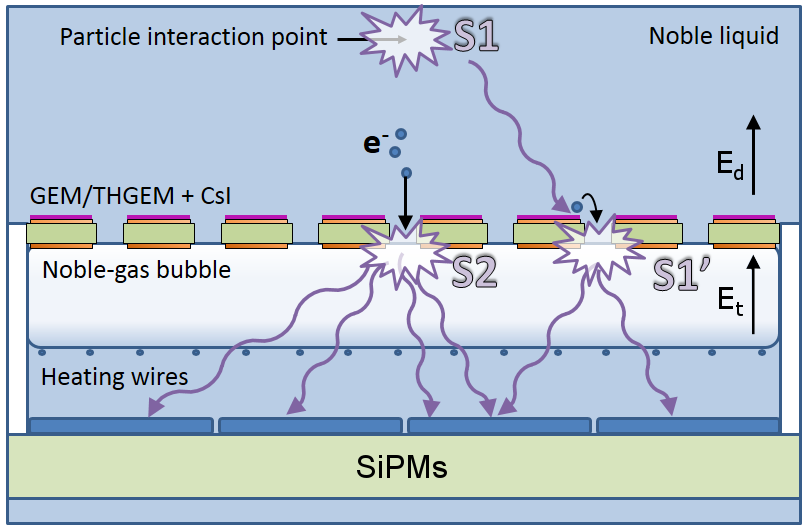 Particle interaction point
S1
Noble liquid
e-
Ed
GEM/THGEM + CsI
Noble-gas bubble
S2
S1’
Et
Heating wires
SiPMs